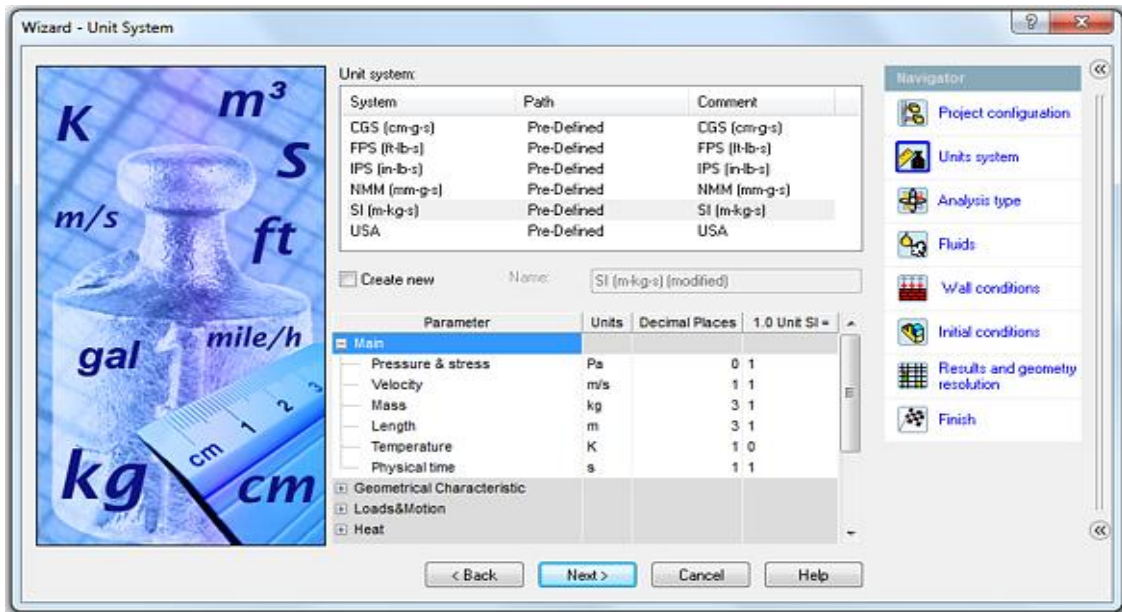 Wizard - Unit System
K
m³
s
m/s
ft
mile/h
gal
kg
cm
1
2
3
cm
Unit system:
System Path Comment
CGS (cm-g-s) Pre-Defined CGS (cm-g-s)
FPS (ft-lb-s) Pre-Defined FPS (ft-lb-s)
IPS (in-lb-s) Pre-Defined IPS (in-lb-s)
NMM (mm-g-s) Pre-Defined NMM (mm-g-s)
SI (m-kg-s) Pre-Defined SI (m-kg-s)
USA Pre-Defined USA
Create new Name: SI (m-kg-s) (modified)
Parameter Units Decimal Places 1.0 Unit SI =
Main
Pressure & stress Pa 0 1
Velocity m/s 1 1
Mass kg 3 1
Length m 3 1
Temperature K 1 0
Physical time s 1 1
Geometrical Characteristic
Loads&Motion
Heat
< Back Next > Cancel Help
Navigator
Project configuration
Units system
Analysis type
Fluids
Wall conditions
Initial conditions
Results and geometry
resolution
Finish